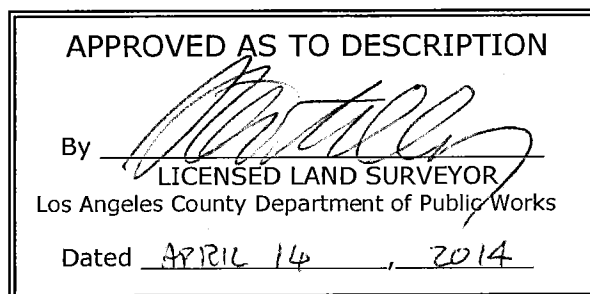 APPROVED AS TO DESCRIPTION
By
LICENSED LAND SURVEYOR
Los Angeles County Department of Public Works
Dated APRIL 14, 2014